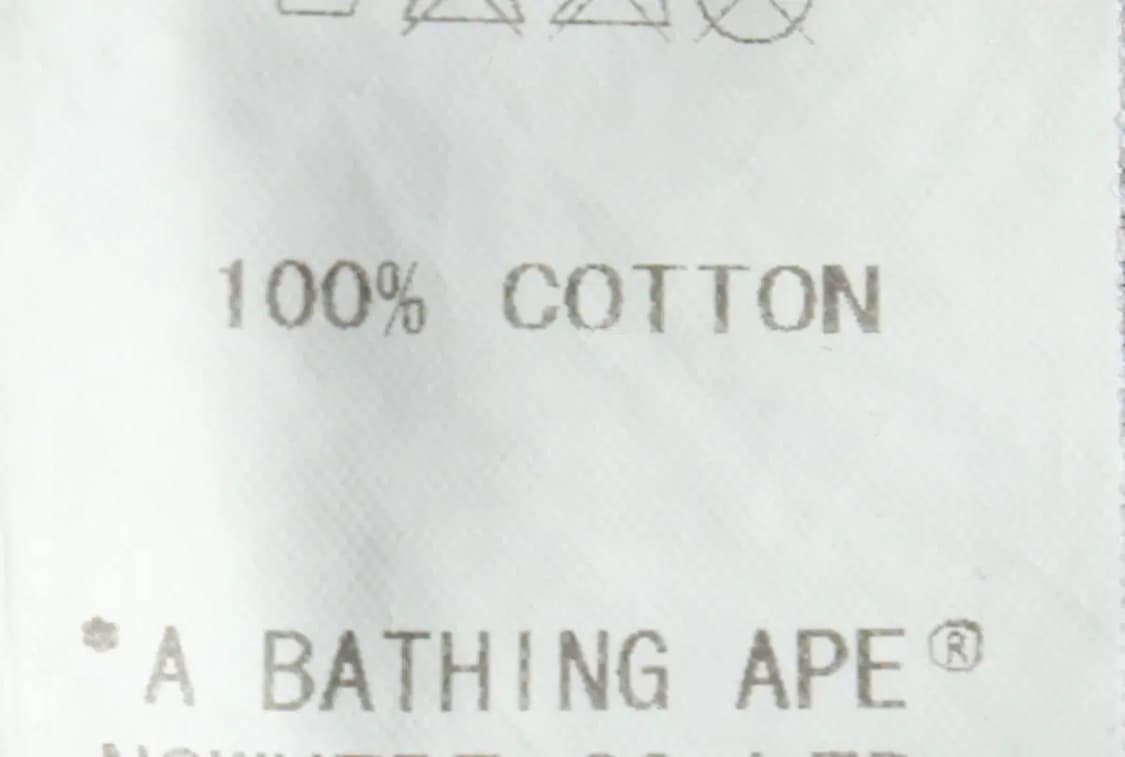 100% COTTON
*A BATHING APE®